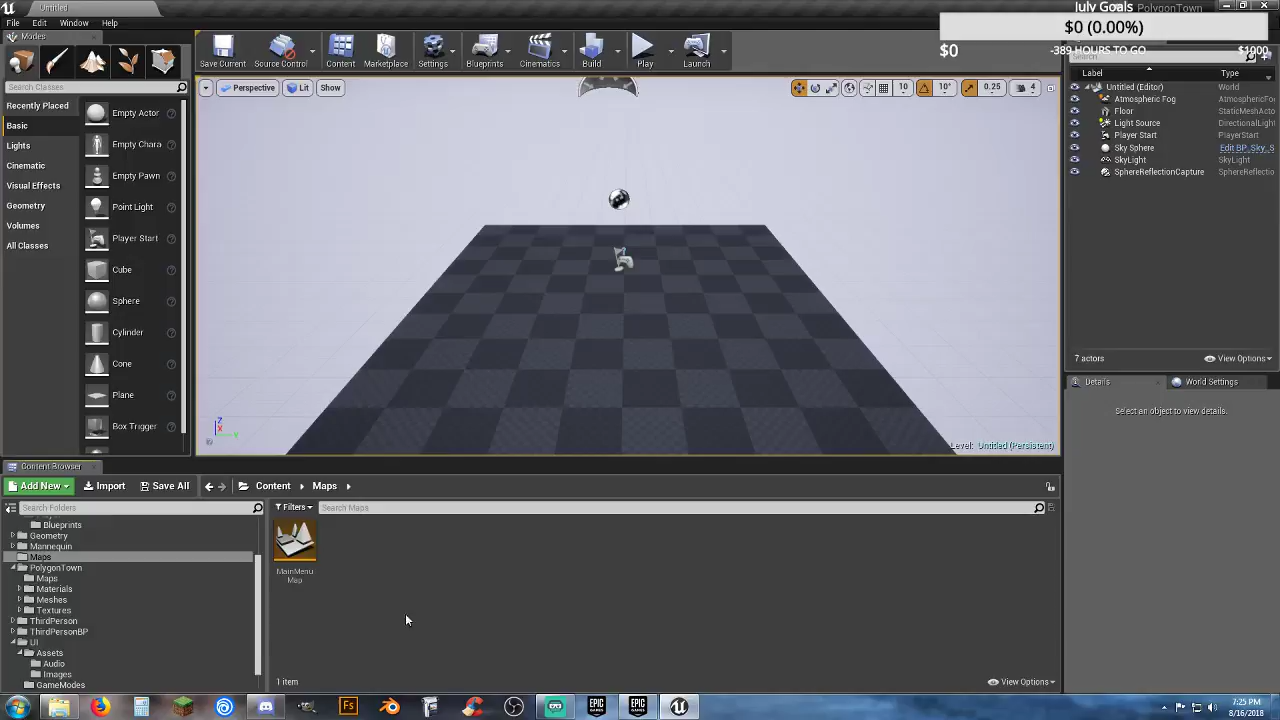 Untitled
July Goals PolygonTown
$0 (0.00%)
$0 -389 HOURS TO GO $1000
File Edit Window Help
Modes
Search Classes
Recently Placed
Basic
Lights
Cinematic
Visual Effects
Geometry
Volumes
All Classes
Empty Actor
Empty Chara
Empty Pawn
Point Light
Player Start
Cube
Sphere
Cylinder
Cone
Plane
Box Trigger
Save Current Source Control Content Marketplace Settings Blueprints Cinematics Build Play Launch
Perspective Lit Show
10 10° 0.25 4
Level: Untitled (Persistent)
Search
Label Type
Untitled (Editor) World
Atmospheric Fog AtmosphericFo
Floor StaticMeshActo
Light Source DirectionalLight
Player Start PlayerStart
Sky Sphere Edit BP_Sky_S
SkyLight SkyLight
SphereReflectionCapture SphereReflectio
7 actors View Options
Details World Settings
Select an object to view details.
Content Browser
Add New Import Save All Content Maps
Search Folders Filters Search Maps
Blueprints
Geometry
Mannequin
Maps
PolygonTown
Maps
Materials
Meshes
Textures
ThirdPerson
ThirdPersonBP
UI
Assets
Audio
Images
GameModes
MainMenu
Map
1 item View Options
7:25 PM
8/16/2018